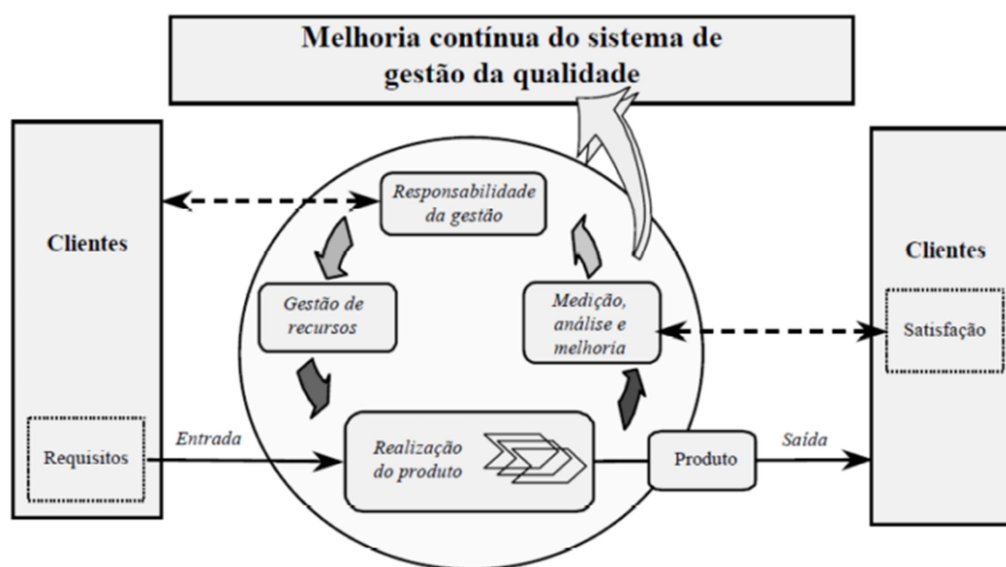 Melhoria contínua do sistema de
gestão da qualidade
Clientes
Requisitos
Entrada
Responsabilidade
da gestão
Gestão de
recursos
Medição,
análise e
melhoria
Realização
do produto
Produto
Saída
Clientes
Satisfação